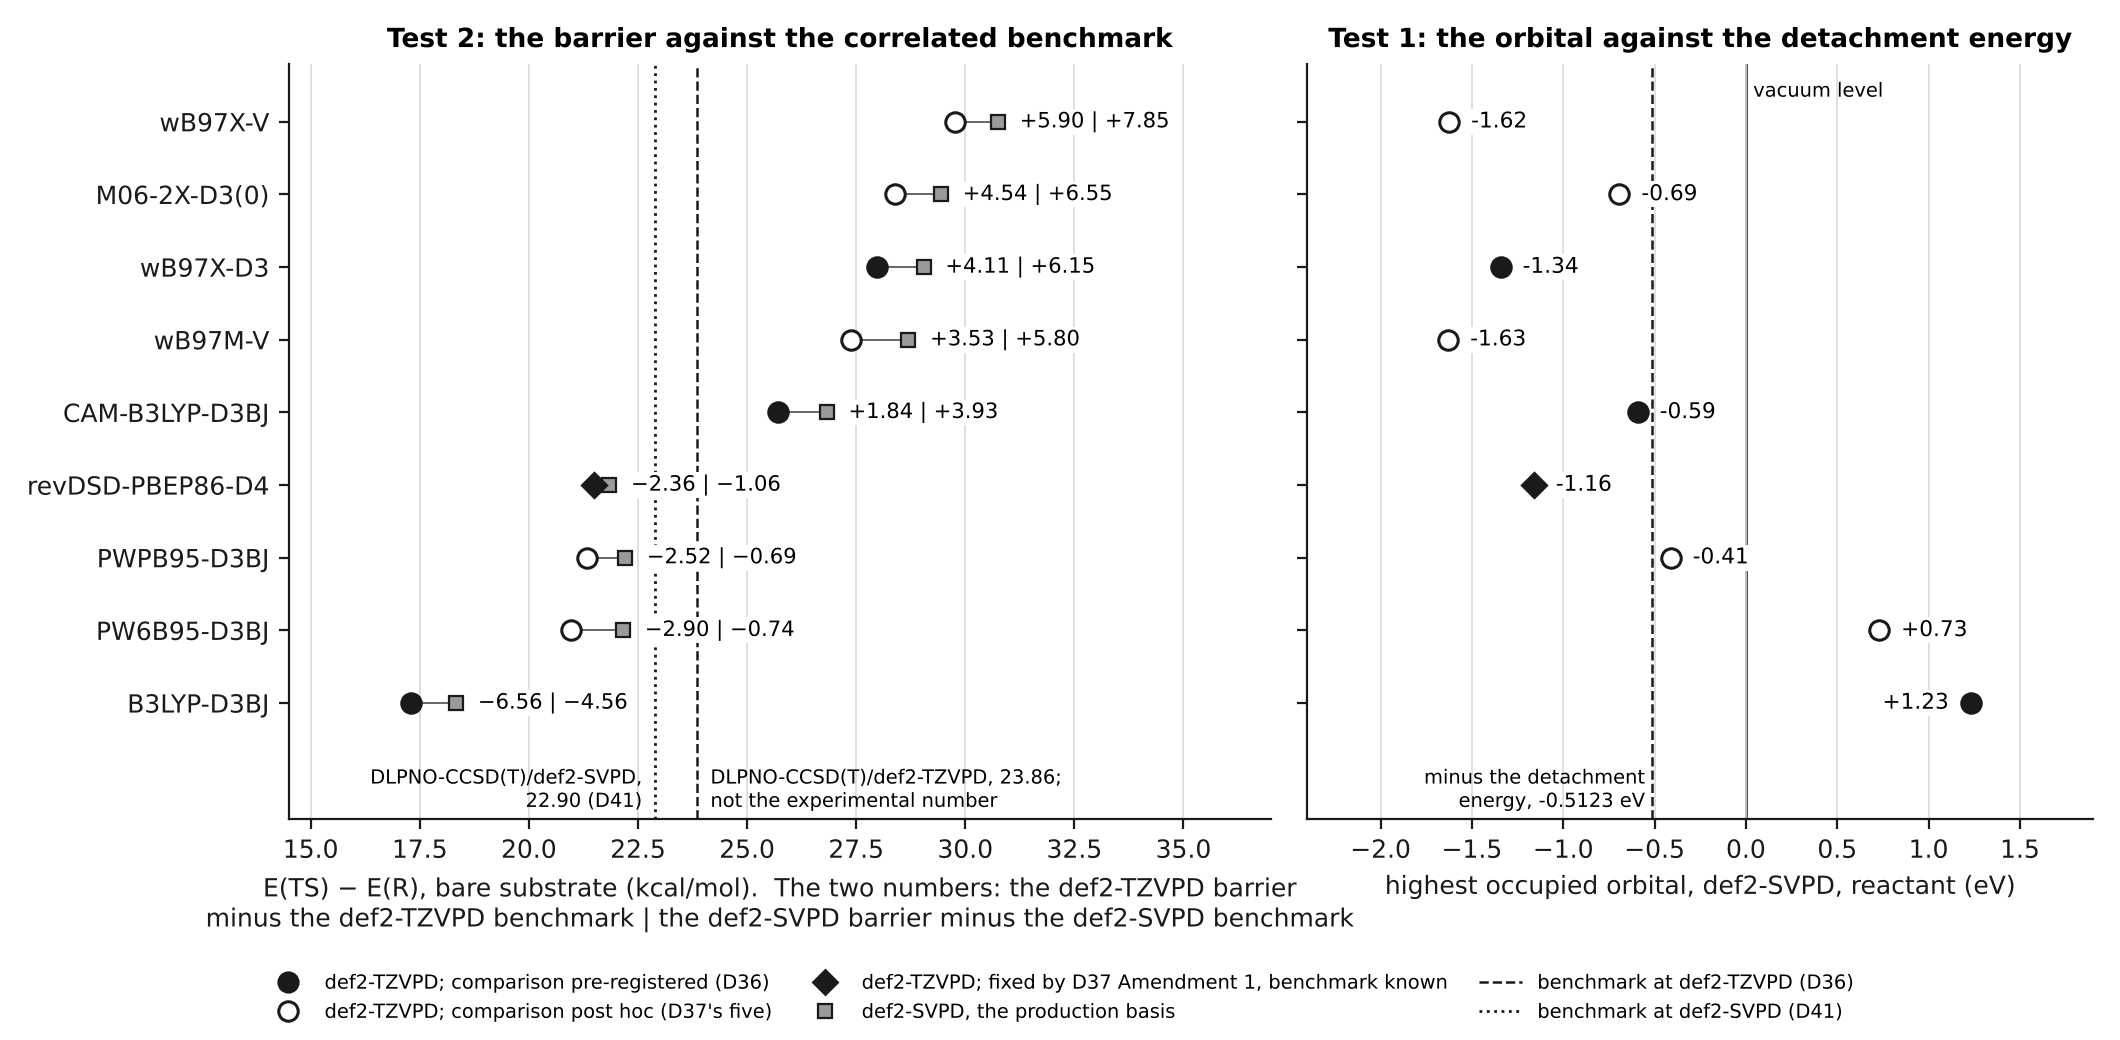 Test 2: the barrier against the correlated benchmark
wB97X-V
+5.90 | +7.85
M06-2X-D3(0)
+4.54 | +6.55
wB97X-D3
+4.11 | +6.15
wB97M-V
+3.53 | +5.80
CAM-B3LYP-D3BJ
+1.84 | +3.93
revDSD-PBEP86-D4
−2.36 | −1.06
PWPB95-D3BJ
−2.52 | −0.69
PW6B95-D3BJ
−2.90 | −0.74
B3LYP-D3BJ
−6.56 | −4.56
DLPNO-CCSD(T)/def2-SVPD,
22.90 (D41)
DLPNO-CCSD(T)/def2-TZVPD, 23.86;
not the experimental number
15.0 17.5 20.0 22.5 25.0 27.5 30.0 32.5 35.0
E(TS) − E(R), bare substrate (kcal/mol).  The two numbers: the def2-TZVPD barrier
minus the def2-TZVPD benchmark | the def2-SVPD barrier minus the def2-SVPD benchmark
Test 1: the orbital against the detachment energy
vacuum level
-1.62
-0.69
-1.34
-1.63
-0.59
-1.16
-0.41
+0.73
+1.23
minus the detachment
energy, -0.5123 eV
−2.0 −1.5 −1.0 −0.5 0.0 0.5 1.0 1.5
highest occupied orbital, def2-SVPD, reactant (eV)
def2-TZVPD; comparison pre-registered (D36)
def2-TZVPD; comparison post hoc (D37's five)
def2-TZVPD; fixed by D37 Amendment 1, benchmark known
def2-SVPD, the production basis
benchmark at def2-TZVPD (D36)
benchmark at def2-SVPD (D41)